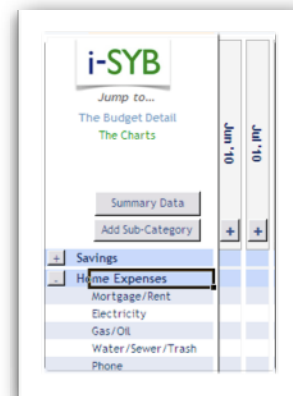 i-SYB
Jump to...
The Budget Detail
The Charts
Jun '10
Jul '10
Summary Data
Add Sub-Category
+ +
+ Savings
- Home Expenses
Mortgage/Rent
Electricity
Gas/Oil
Water/Sewer/Trash
Phone